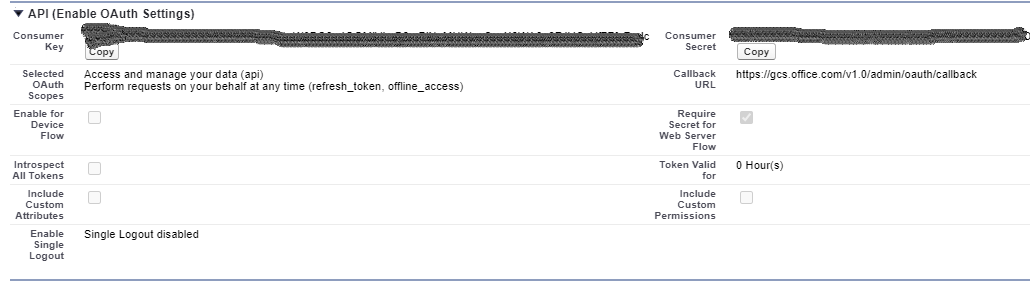 API (Enable OAuth Settings)
Consumer Key
Copy
Consumer Secret
Copy
Selected OAuth Scopes
Access and manage your data (api)
Perform requests on your behalf at any time (refresh_token, offline_access)
Callback URL
https://gcs.office.com/v1.0/admin/oauth/callback
Enable for Device Flow
Require Secret for Web Server Flow
Introspect All Tokens
Token Valid for
0 Hour(s)
Include Custom Attributes
Include Custom Permissions
Enable Single Logout
Single Logout disabled